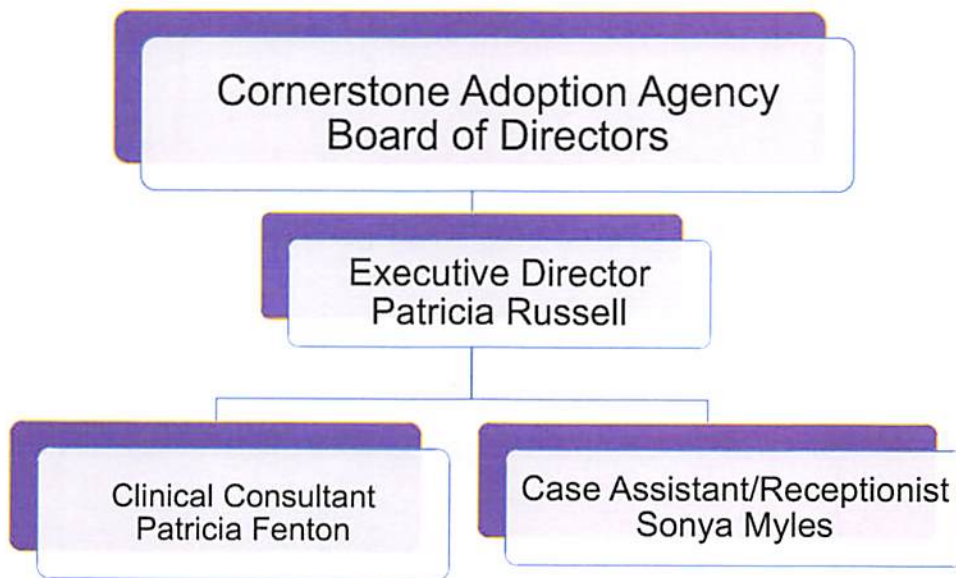 Cornerstone Adoption Agency
Board of Directors
Executive Director
Patricia Russell
Clinical Consultant
Patricia Fenton
Case Assistant/Receptionist
Sonya Myles